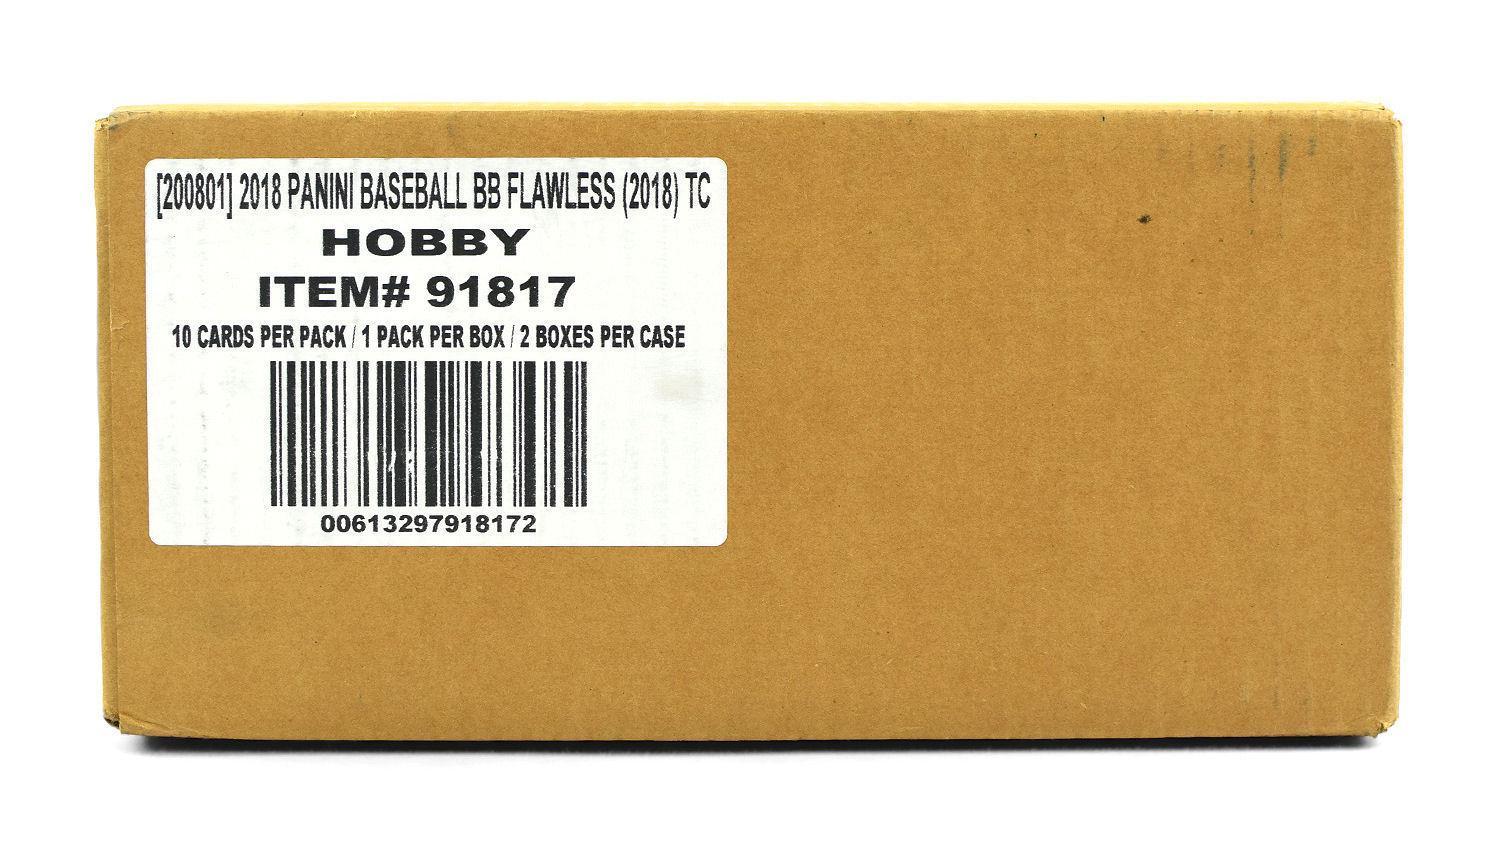 [200801] 2018 PANINI BASEBALL BB FLAWLESS (2018) TC
HOBBY
ITEM# 91817
10 CARDS PER PACK / 1 PACK PER BOX / 2 BOXES PER CASE
00613297918172